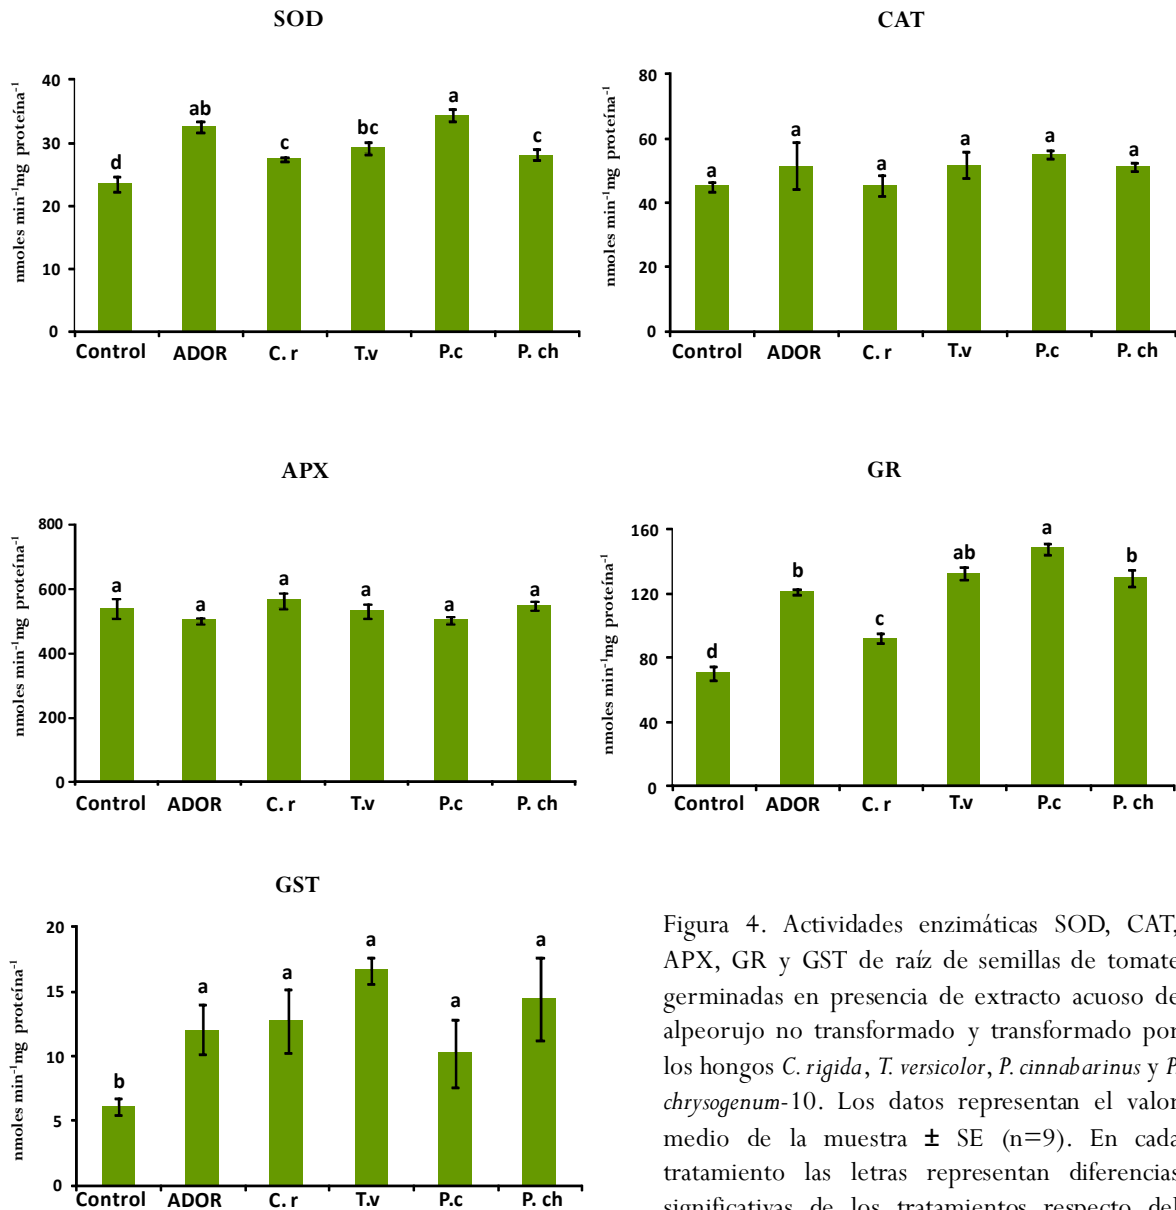 SOD
nmoles min⁻¹mg proteína⁻¹
40
30
20
10
0
d
ab
c
bc
a
c
Control ADOR C. r T.v P.c P. ch
CAT
nmoles min⁻¹mg proteína⁻¹
80
60
40
20
0
a
a
a
a
a
a
Control ADOR C. r T.v P.c P. ch
APX
nmoles min⁻¹mg proteína⁻¹
800
600
400
200
0
a
a
a
a
a
a
Control ADOR C. r T.v P.c P. ch
GR
nmoles min⁻¹mg proteína⁻¹
160
120
80
40
0
d
b
c
ab
a
b
Control ADOR C. r T.v P.c P. ch
GST
nmoles min⁻¹mg proteína⁻¹
20
15
10
5
0
b
a
a
a
a
a
Control ADOR C. r T.v P.c P. ch
Figura 4. Actividades enzimáticas SOD, CAT,
APX, GR y GST de raíz de semillas de tomate
germinadas en presencia de extracto acuoso de
alpeorujo no transformado y transformado por
los hongos C. rigida, T. versicolor, P. cinnabarinus y P.
chrysogenum-10. Los datos representan el valor
medio de la muestra ± SE (n=9). En cada
tratamiento las letras representan diferencias
significativas de los tratamientos respecto del